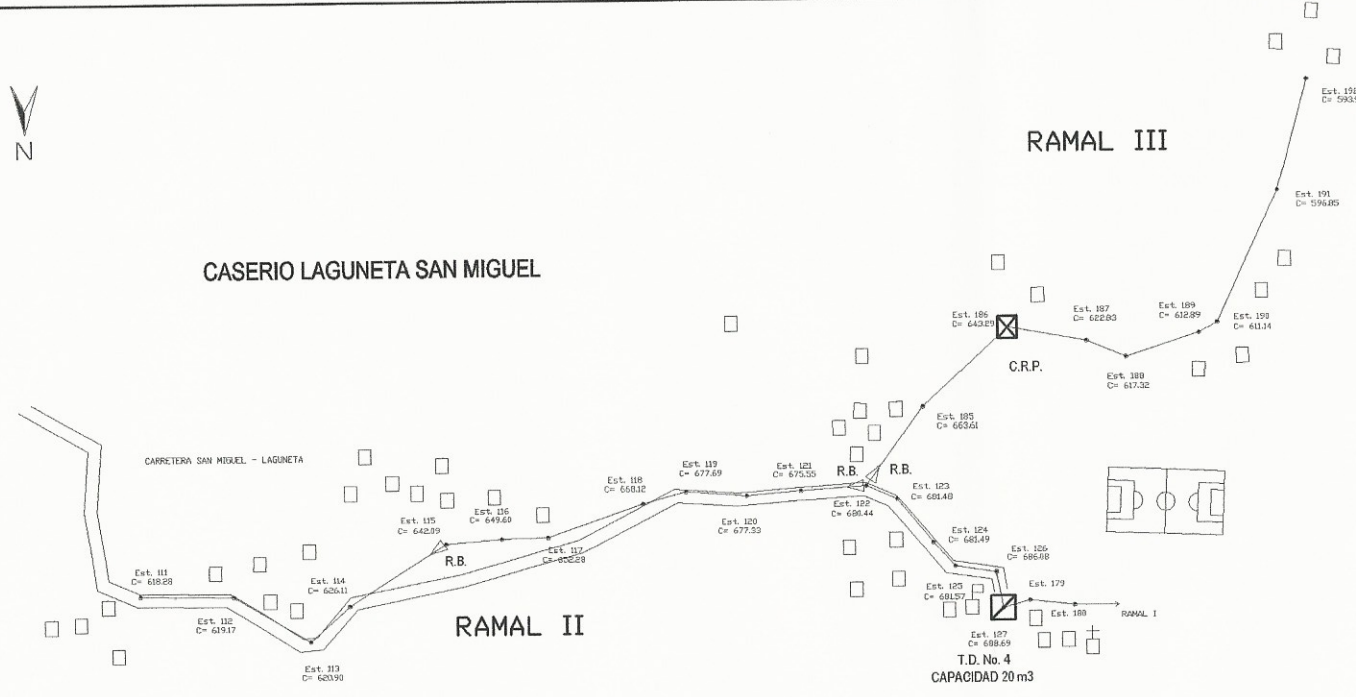 N
RAMAL III
CASERIO LAGUNETA SAN MIGUEL
Est. 191
C= 596.85
Est. 186
C= 643.29
C.R.P.
Est. 187
C= 622.83
Est. 188
C= 617.32
Est. 189
C= 612.89
Est. 190
C= 611.14
Est. 185
C= 663.61
CARRETERA SAN MIGUEL - LAGUNETA
Est. 111
C= 618.28
Est. 112
C= 619.17
Est. 113
C= 620.90
Est. 114
C= 626.11
Est. 115
C= 642.09
R.B.
Est. 116
C= 649.60
Est. 117
Est. 118
C= 668.12
Est. 119
C= 677.69
Est. 120
C= 677.33
Est. 121
C= 675.55
R.B.
R.B.
Est. 122
C= 680.44
Est. 123
C= 681.48
Est. 124
C= 681.49
Est. 125
C= 681.57
Est. 126
C= 686.08
Est. 179
Est. 180
RAMAL I
RAMAL II
Est. 127
C= 688.69
T.D. No. 4
CAPACIDAD 20 m3